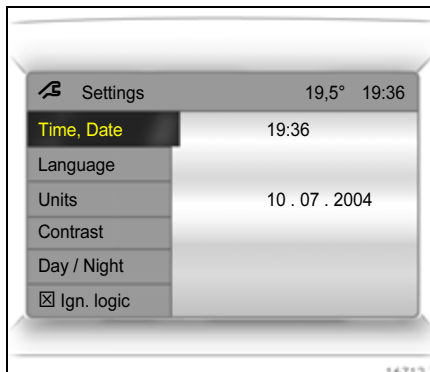 Settings 19,5° 19:36
Time, Date 19:36
Language
Units 10 . 07 . 2004
Contrast
Day / Night
☒ Ign. logic